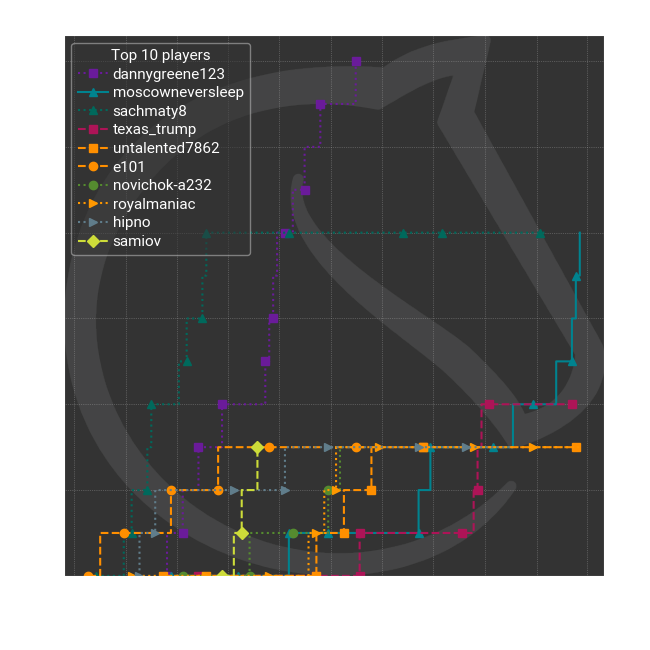 Top 10 players
dannygreene123
moscowneversleep
sachmaty8
texas_trump
untalented7862
e101
novichok-a232
royalmaniac
hipno
samiov